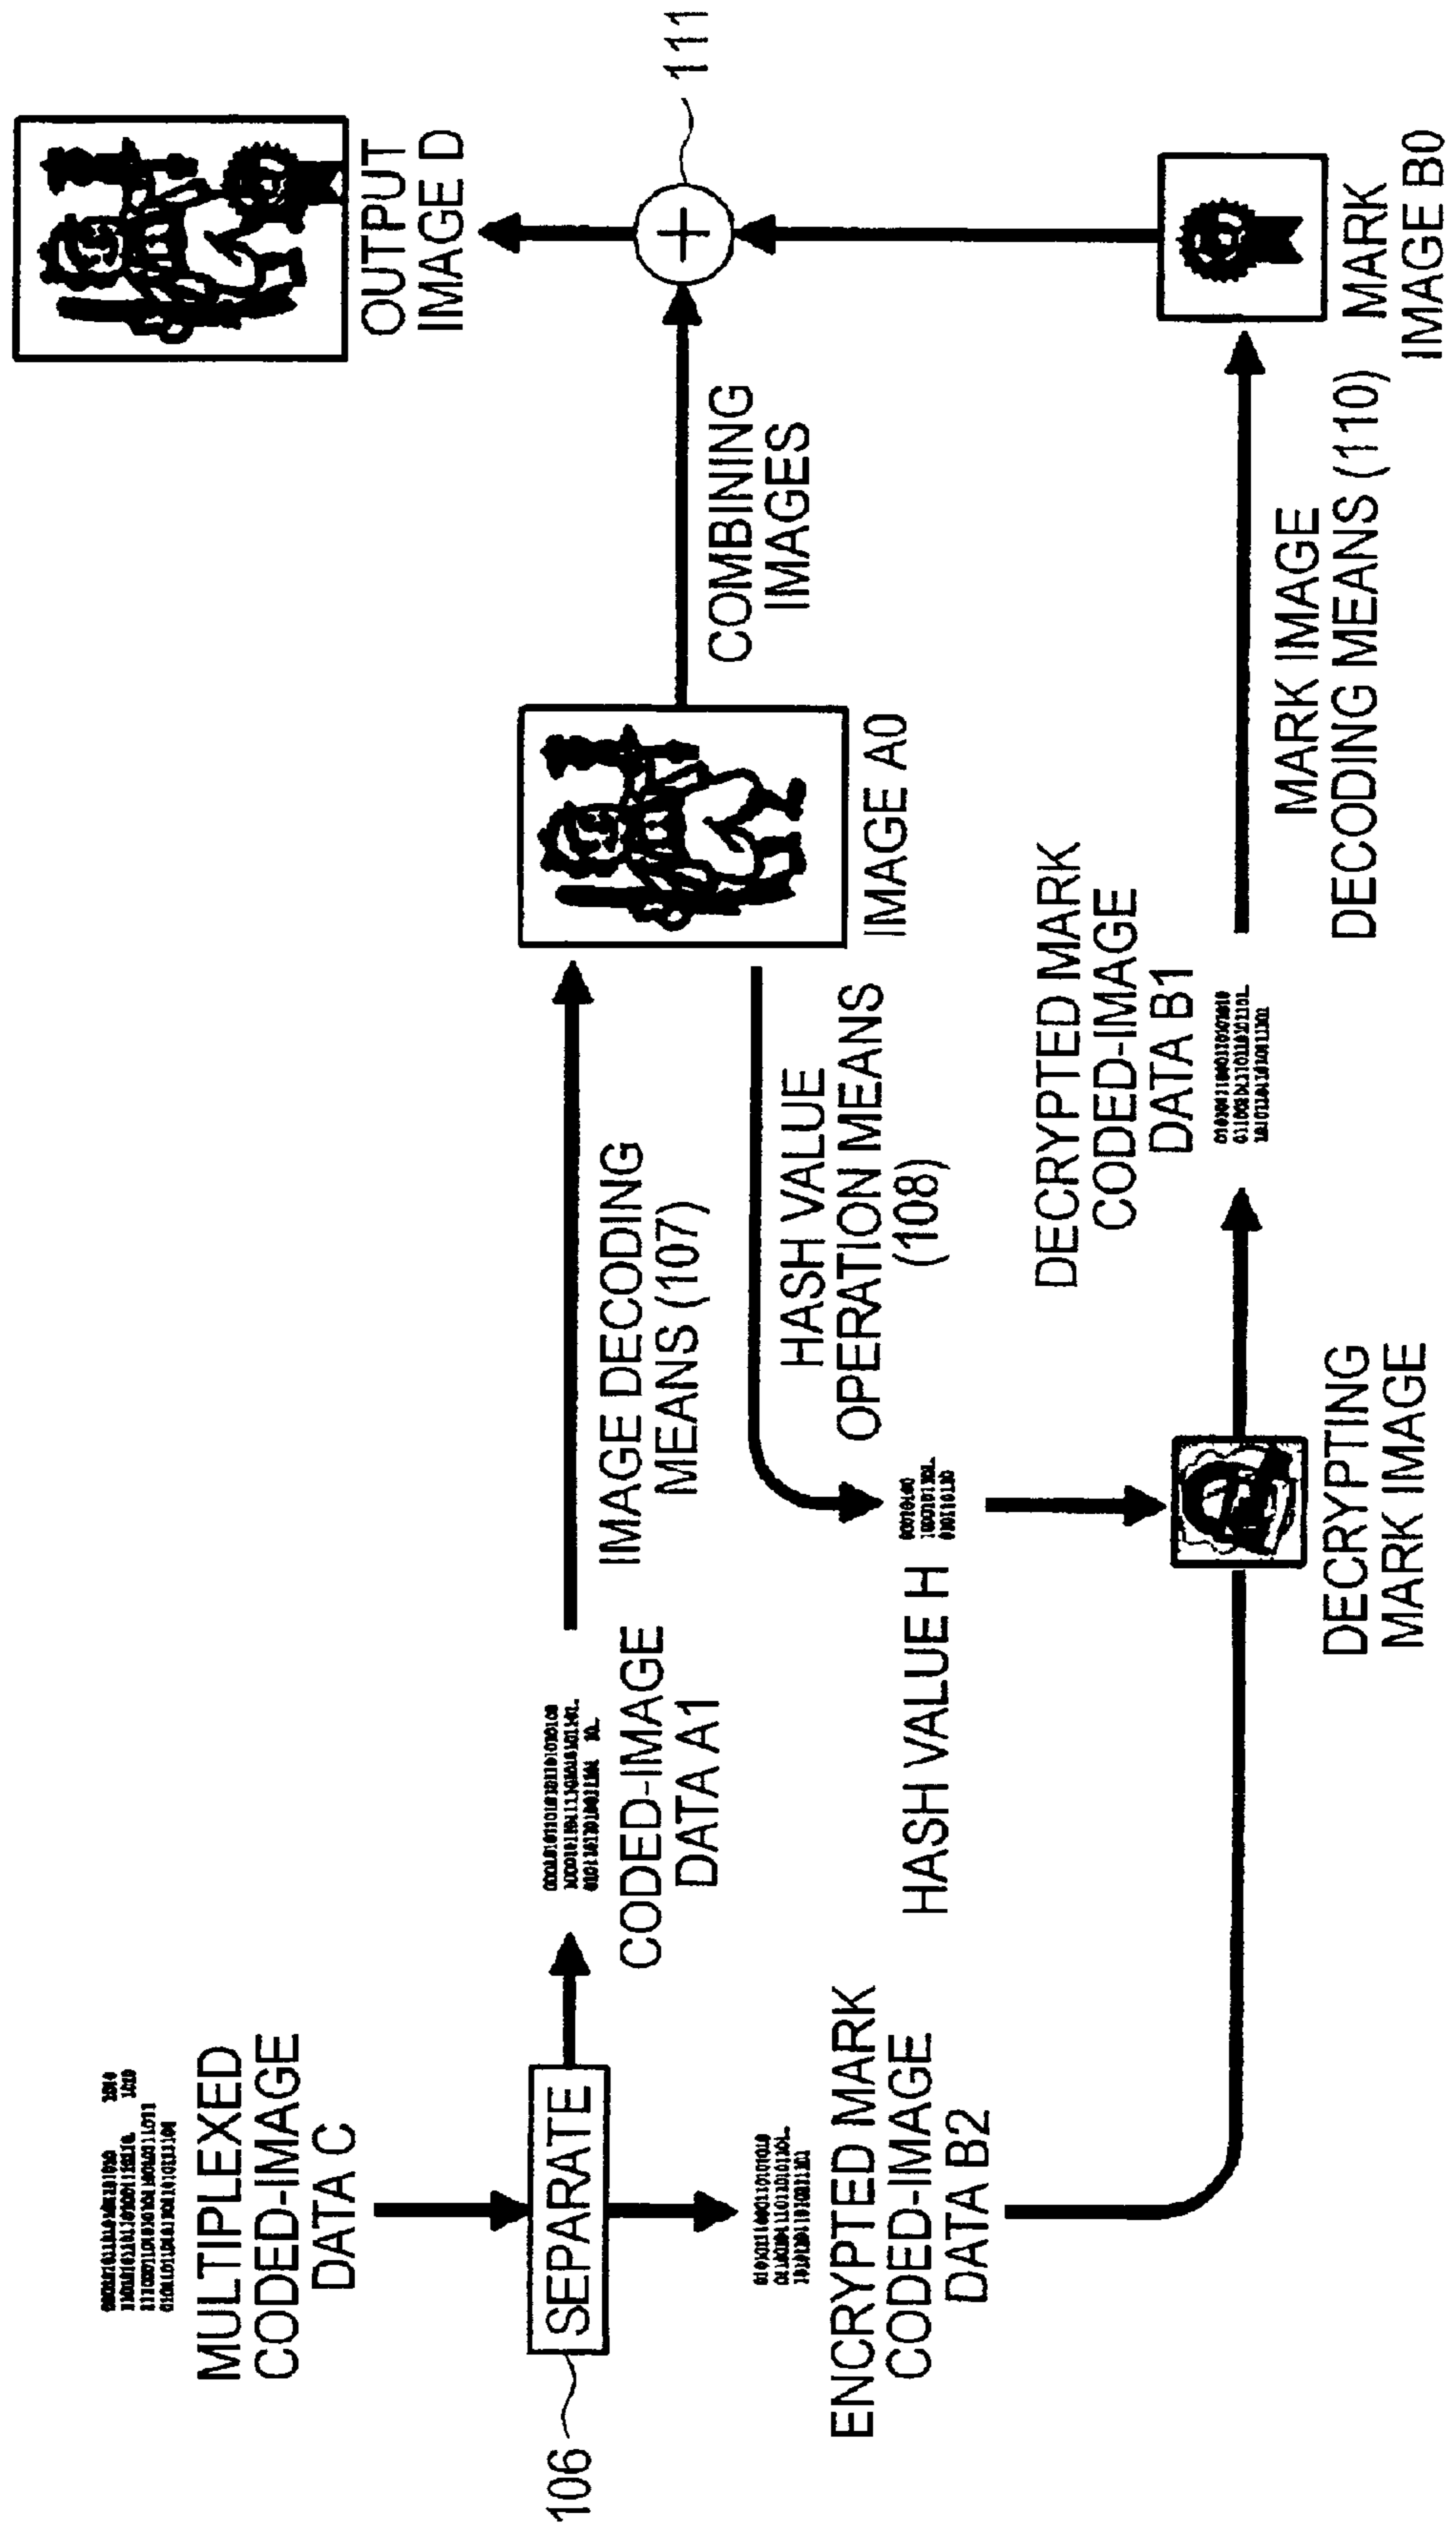 MULTIPLEXED
CODED-IMAGE
DATA C
106
SEPARATE
CODED-IMAGE
DATA A1
IMAGE DECODING
MEANS (107)
IMAGE A0
COMBINING
IMAGES
111
OUTPUT
IMAGE D
HASH VALUE
OPERATION MEANS
(108)
HASH VALUE H
ENCRYPTED MARK
CODED-IMAGE
DATA B2
DECRYPTING
MARK IMAGE
DECRYPTED MARK
CODED-IMAGE
DATA B1
MARK IMAGE
DECODING MEANS (110)
MARK
IMAGE B0